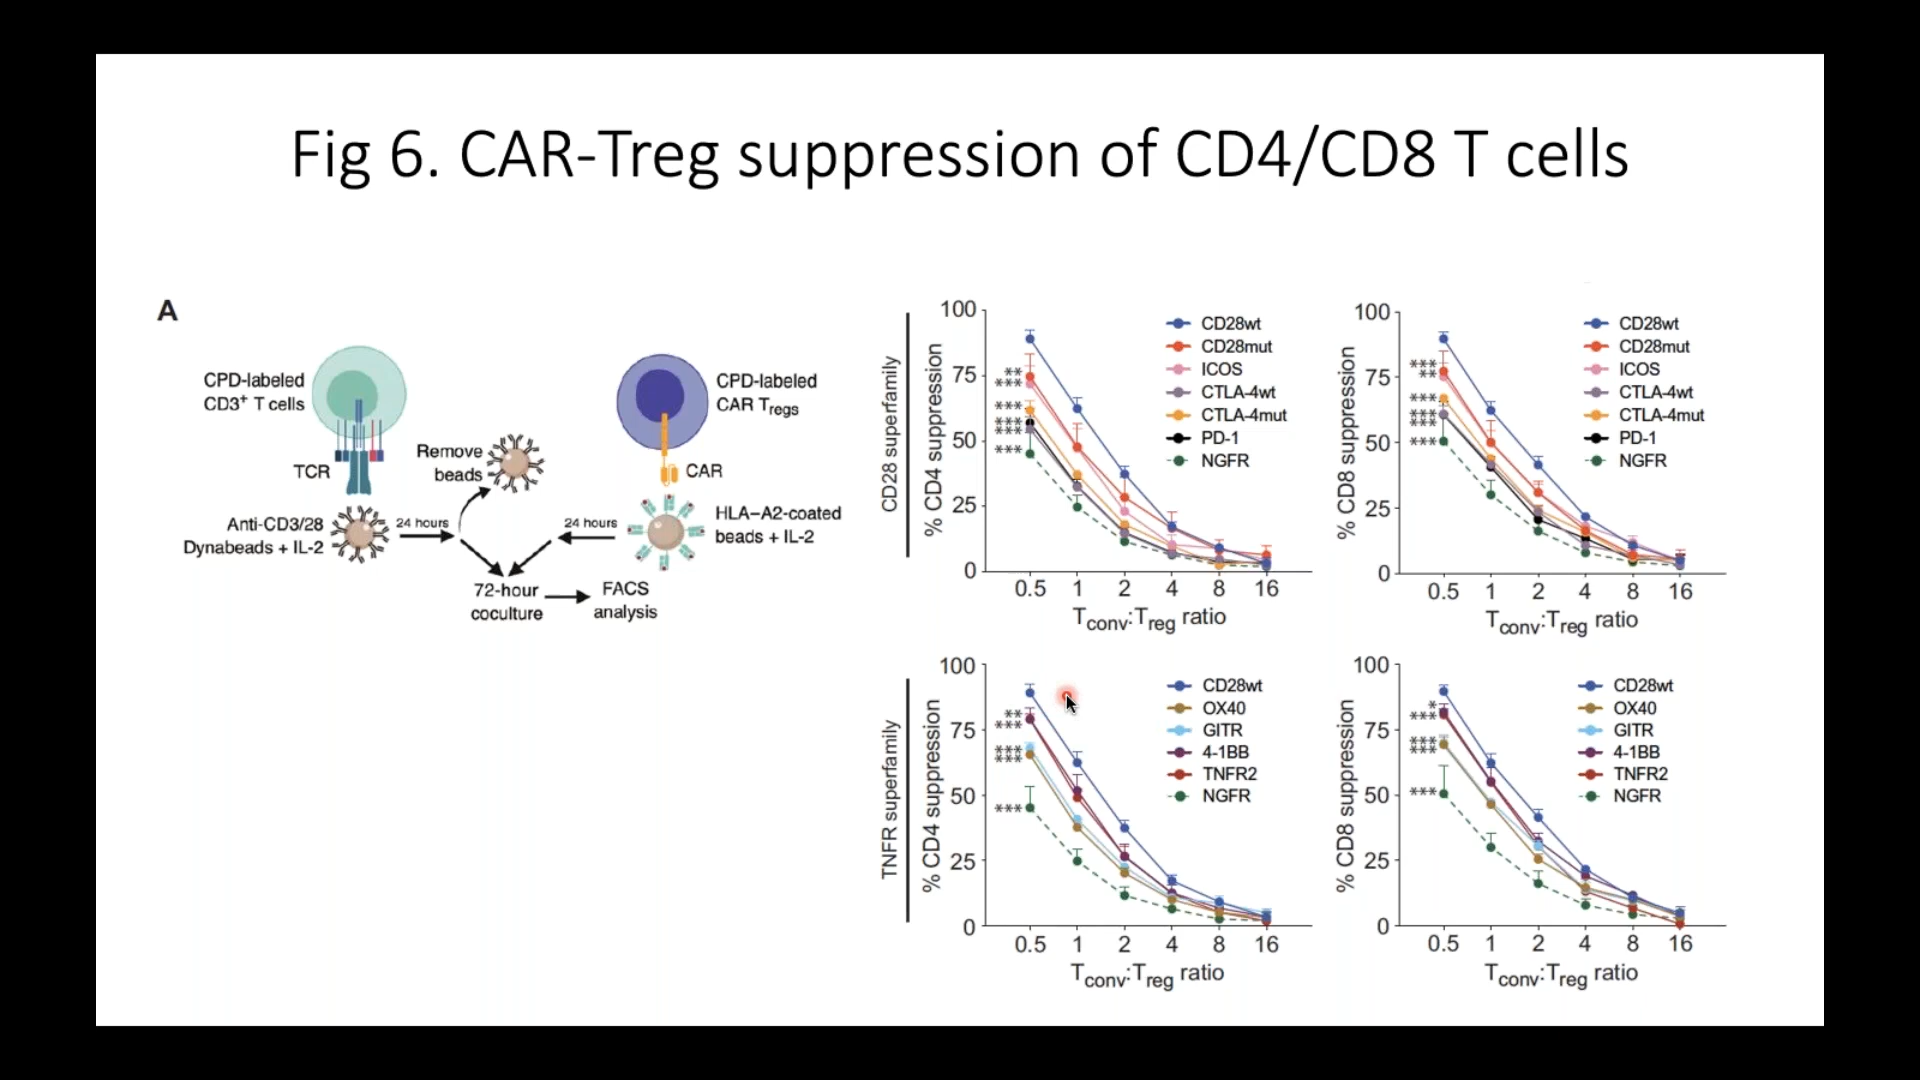 Fig 6. CAR-Treg suppression of CD4/CD8 T cells
A
CPD-labeled
CD3+ T cells
TCR
Anti-CD3/28
Dynabeads + IL-2
24 hours
Remove
beads
CPD-labeled
CAR Tregs
CAR
HLA–A2-coated
beads + IL-2
24 hours
72-hour
coculture
FACS
analysis
CD28 superfamily
% CD4 suppression
100
75
50
25
0
**
***
***
***
***
***
CD28wt
CD28mut
ICOS
CTLA-4wt
CTLA-4mut
PD-1
NGFR
0.5 1 2 4 8 16
Tconv:Treg ratio
% CD8 suppression
100
75
50
25
0
***
**
***
***
***
***
CD28wt
CD28mut
ICOS
CTLA-4wt
CTLA-4mut
PD-1
NGFR
0.5 1 2 4 8 16
Tconv:Treg ratio
TNFR superfamily
% CD4 suppression
100
75
50
25
0
**
***
***
***
***
CD28wt
OX40
GITR
4-1BB
TNFR2
NGFR
0.5 1 2 4 8 16
Tconv:Treg ratio
% CD8 suppression
100
75
50
25
0
*
***
***
***
***
CD28wt
OX40
GITR
4-1BB
TNFR2
NGFR
0.5 1 2 4 8 16
Tconv:Treg ratio